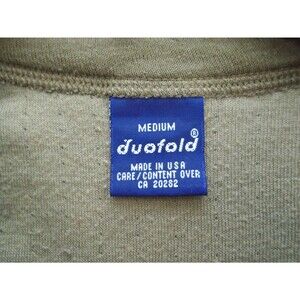 MEDIUM
duofold®
MADE IN USA
CARE/CONTENT OVER
CA 20282